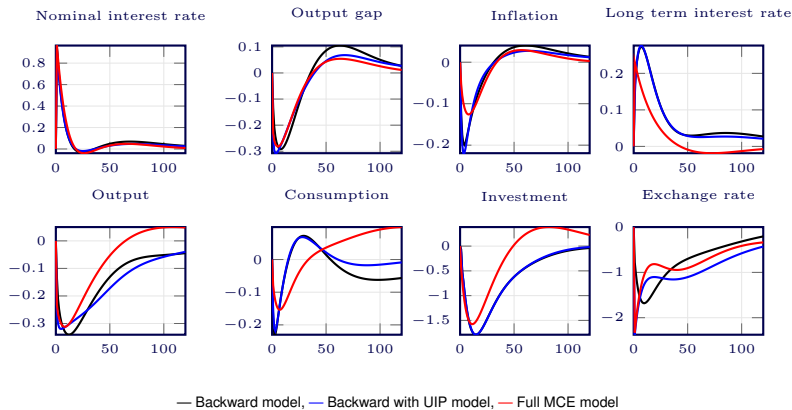 Nominal interest rate
Output gap
Inflation
Long term interest rate
0.8
0.6
0.4
0.2
0
0 50 100
0.1
0
−0.1
−0.2
−0.3
0 50 100
0
−0.1
−0.2
0 50 100
0.2
0.1
0
0 50 100
Output
Consumption
Investment
Exchange rate
0
−0.1
−0.2
−0.3
0 50 100
0
−0.1
−0.2
0 50 100
0
−0.5
−1
−1.5
0 50 100
0
−1
−2
0 50 100
— Backward model, — Backward with UIP model, — Full MCE model